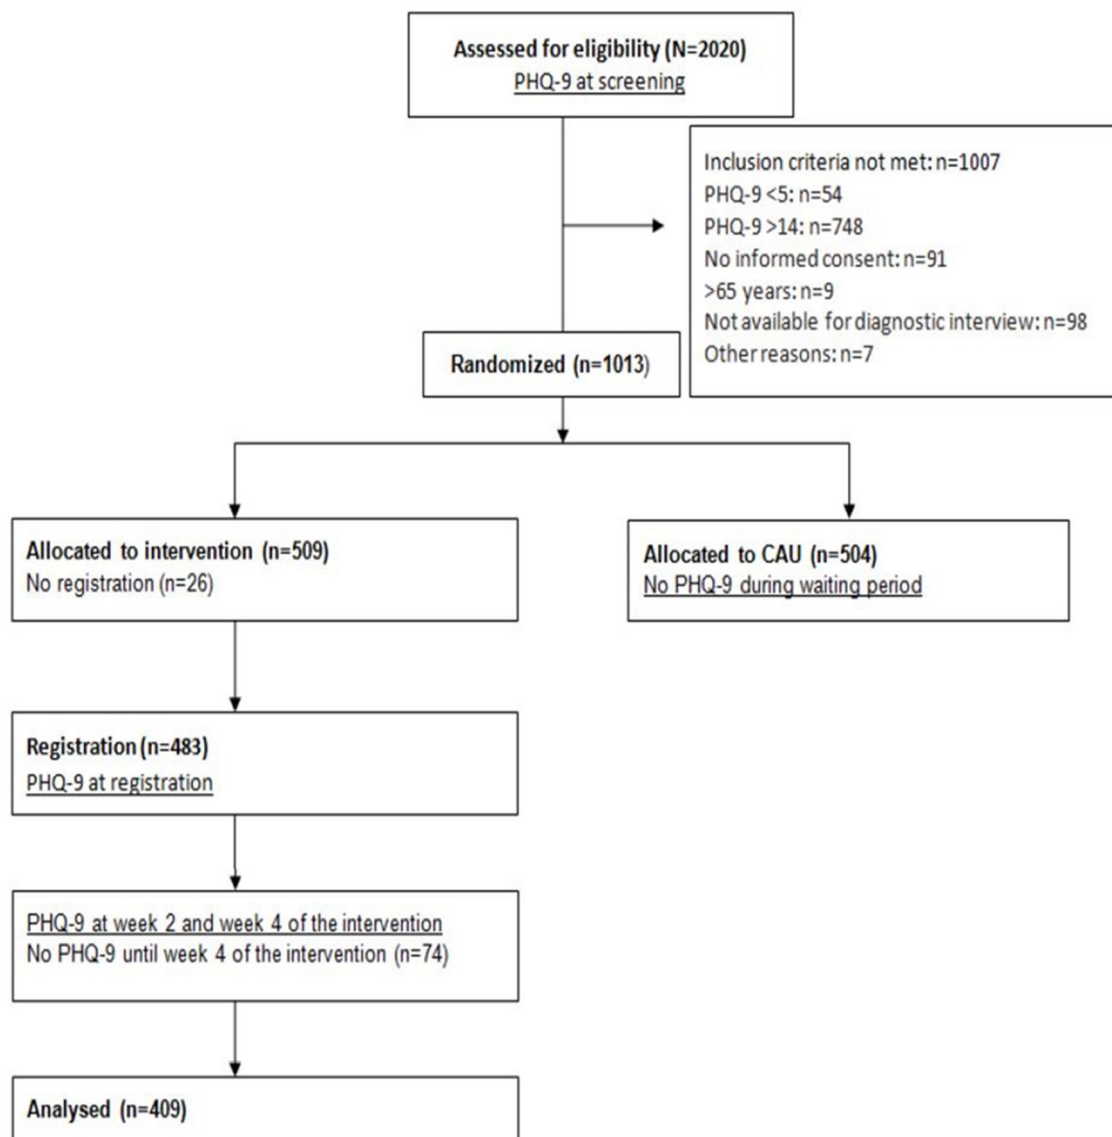 Assessed for eligibility (N=2020)
PHQ-9 at screening
Inclusion criteria not met: n=1007
PHQ-9 <5: n=54
PHQ-9 >14: n=748
No informed consent: n=91
>65 years: n=9
Not available for diagnostic interview: n=98
Other reasons: n=7
Randomized (n=1013)
Allocated to intervention (n=509)
No registration (n=26)
Allocated to CAU (n=504)
No PHQ-9 during waiting period
Registration (n=483)
PHQ-9 at registration
PHQ-9 at week 2 and week 4 of the intervention
No PHQ-9 until week 4 of the intervention (n=74)
Analysed (n=409)